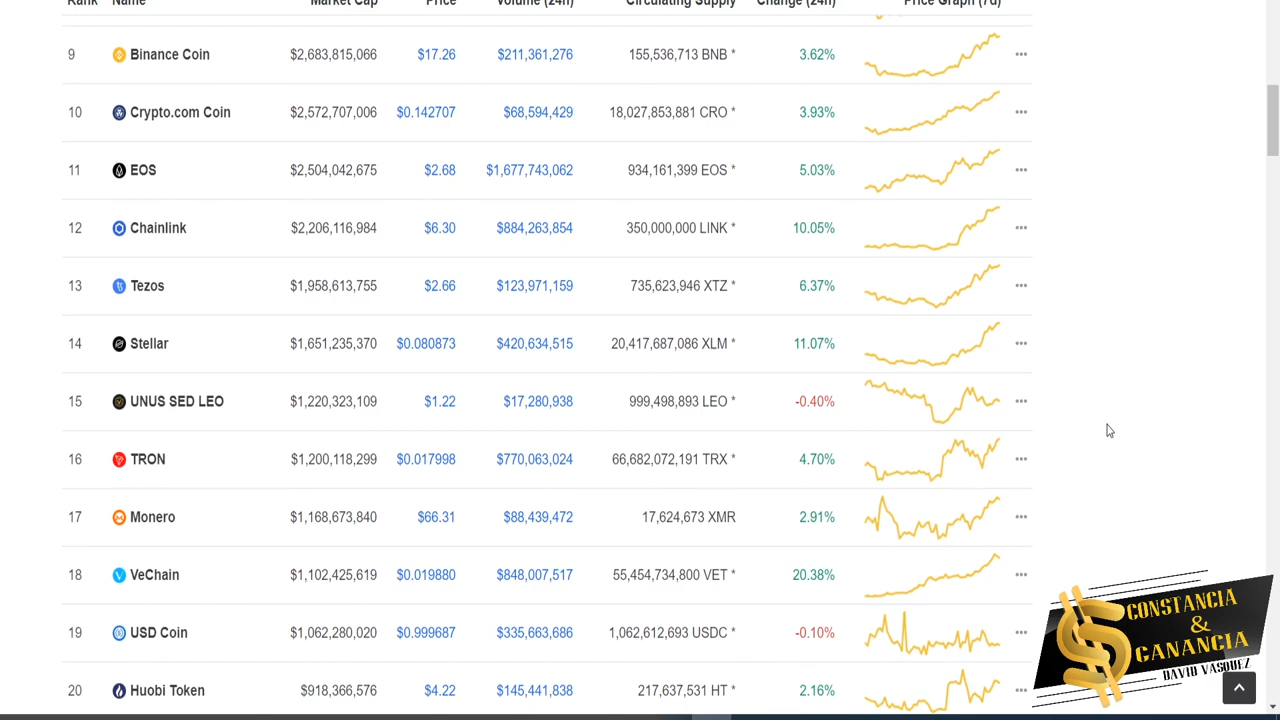 Rank Name Market Cap Price Volume (24h) Circulating Supply Change (24h) Price Graph (7d)
9 Binance Coin $2,683,815,066 $17.26 $211,361,276 155,536,713 BNB * 3.62%
10 Crypto.com Coin $2,572,707,006 $0.142707 $68,594,429 18,027,853,881 CRO * 3.93%
11 EOS $2,504,042,675 $2.68 $1,677,743,062 934,161,399 EOS * 5.03%
12 Chainlink $2,206,116,984 $6.30 $884,263,854 350,000,000 LINK * 10.05%
13 Tezos $1,958,613,755 $2.66 $123,971,159 735,623,946 XTZ * 6.37%
14 Stellar $1,651,235,370 $0.080873 $420,634,515 20,417,687,086 XLM * 11.07%
15 UNUS SED LEO $1,220,323,109 $1.22 $17,280,938 999,498,893 LEO * -0.40%
16 TRON $1,200,118,299 $0.017998 $770,063,024 66,682,072,191 TRX * 4.70%
17 Monero $1,168,673,840 $66.31 $88,439,472 17,624,673 XMR 2.91%
18 VeChain $1,102,425,619 $0.019880 $848,007,517 55,454,734,800 VET * 20.38%
19 USD Coin $1,062,280,020 $0.999687 $335,663,686 1,062,612,693 USDC * -0.10%
20 Huobi Token $918,366,576 $4.22 $145,441,838 217,637,531 HT * 2.16%
CONSTANCIA
&
GANANCIA
DAVID VASQUEZ